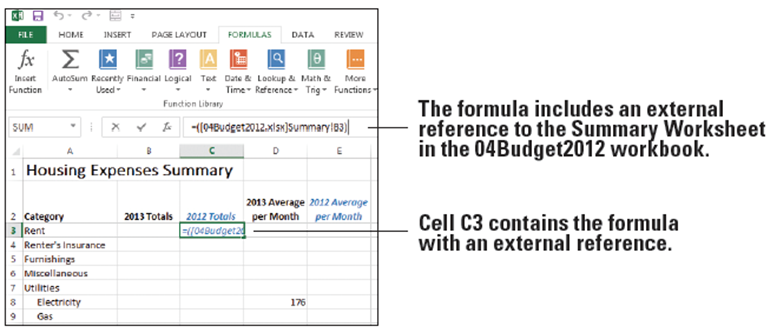 FILE HOME INSERT PAGE LAYOUT FORMULAS DATA REVIEW
fx Σ ? A θ
Insert Function AutoSum Recently Used Financial Logical Text Date & Time Lookup & Reference Math & Trig More Functions
Function Library
SUM fx =([04Budget2012.xlsx]Summary!B3)
The formula includes an external
reference to the Summary Worksheet
in the 04Budget2012 workbook.
A B C D E
1 Housing Expenses Summary
2013 Average 2012 Average
2 Category 2013 Totals 2012 Totals per Month per Month
3 Rent =([04Budget20
Cell C3 contains the formula
with an external reference.
4 Renter's Insurance
5 Furnishings
6 Miscellaneous
7 Utilities
8 Electricity 176
9 Gas